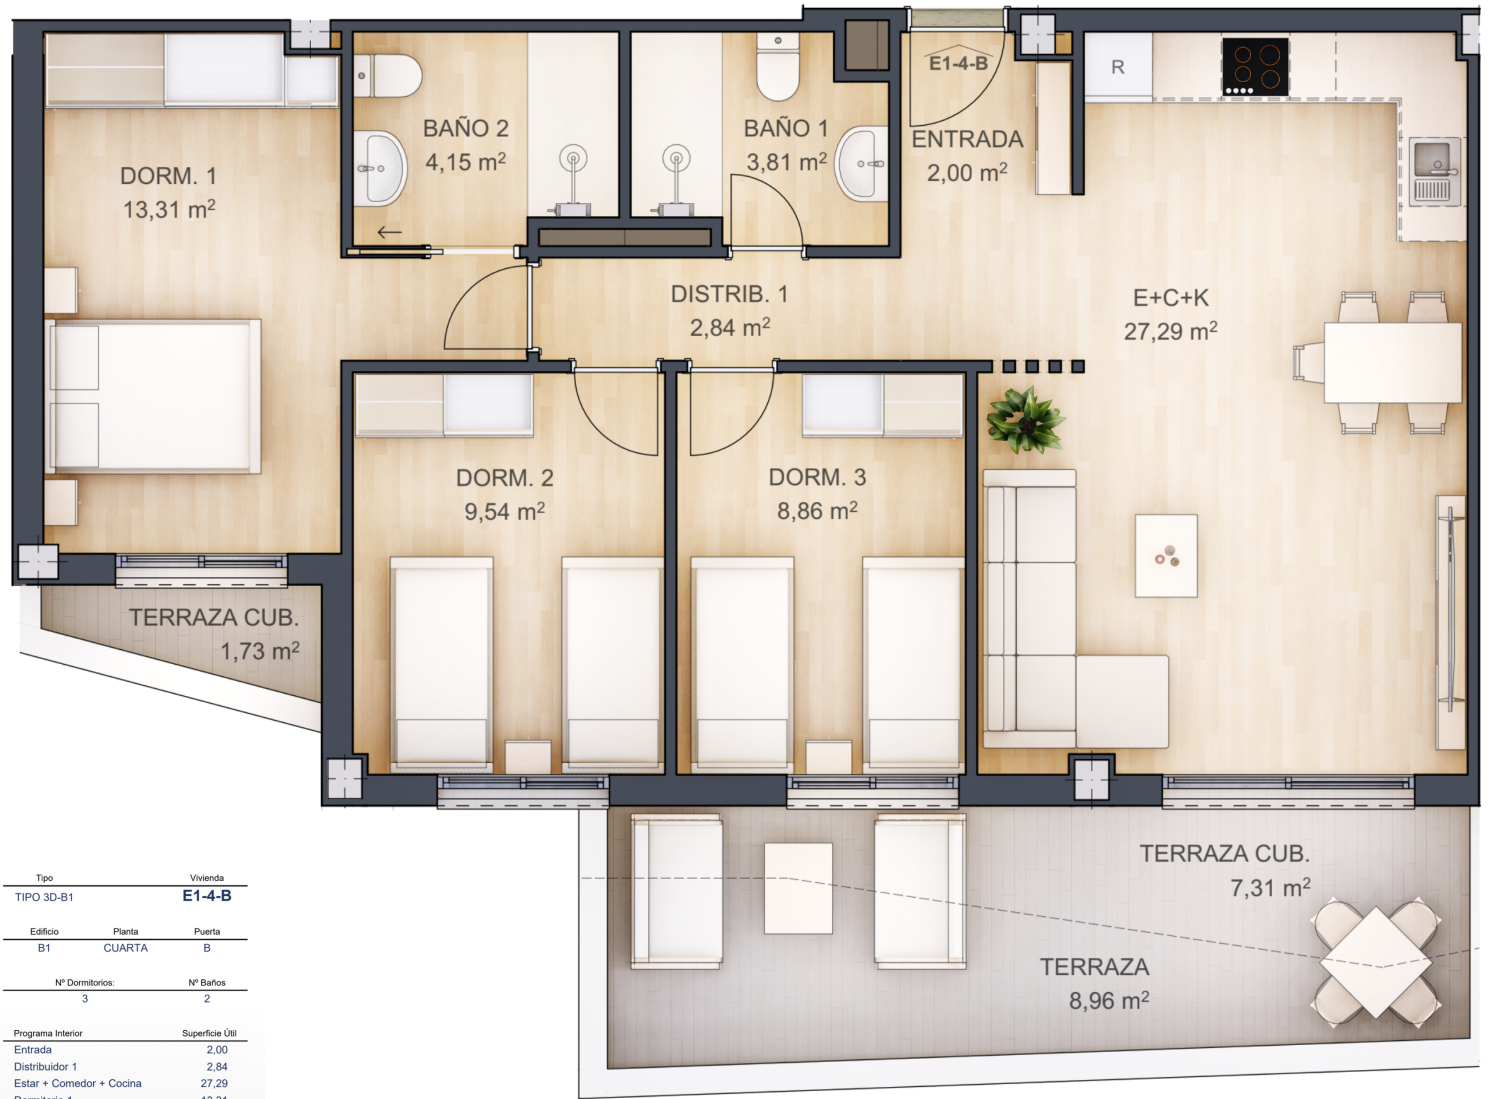 E1-4-B
R
BAÑO 2
4,15 m²
BAÑO 1
3,81 m²
ENTRADA
2,00 m²
DORM. 1
13,31 m²
DISTRIB. 1
2,84 m²
E+C+K
27,29 m²
DORM. 2
9,54 m²
DORM. 3
8,86 m²
TERRAZA CUB.
1,73 m²
TERRAZA CUB.
7,31 m²
TERRAZA
8,96 m²
Tipo Vivienda
TIPO 3D-B1 E1-4-B
Edificio Planta Puerta
B1 CUARTA B
Nº Dormitorios: Nº Baños
3 2
Programa Interior Superficie Útil
Entrada 2,00
Distribuidor 1 2,84
Estar + Comedor + Cocina 27,29
Dormitorio 1 13,31